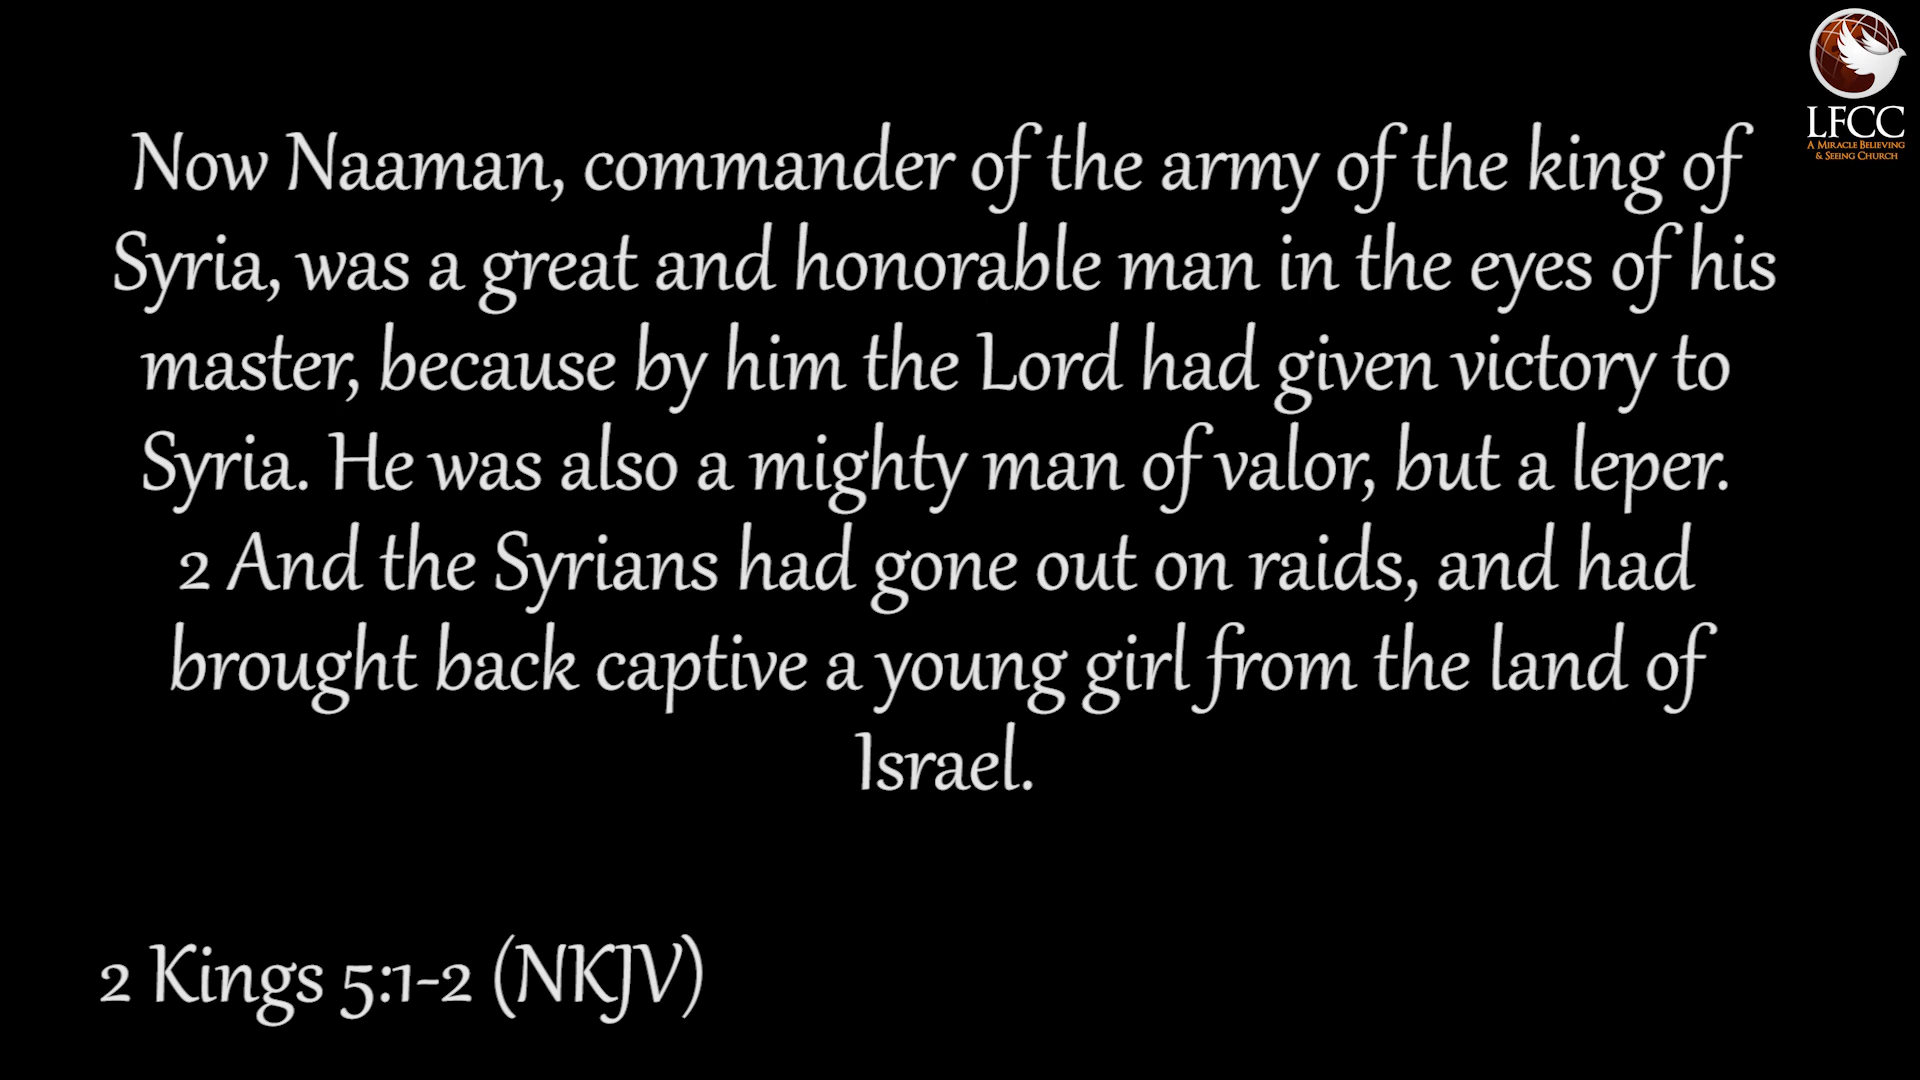 LFCC
A Miracle Believing
& Seeing Church
Now Naaman, commander of the army of the king of
Syria, was a great and honorable man in the eyes of his
master, because by him the Lord had given victory to
Syria. He was also a mighty man of valor, but a leper.
2 And the Syrians had gone out on raids, and had
brought back captive a young girl from the land of
Israel.
2 Kings 5:1-2 (NKJV)